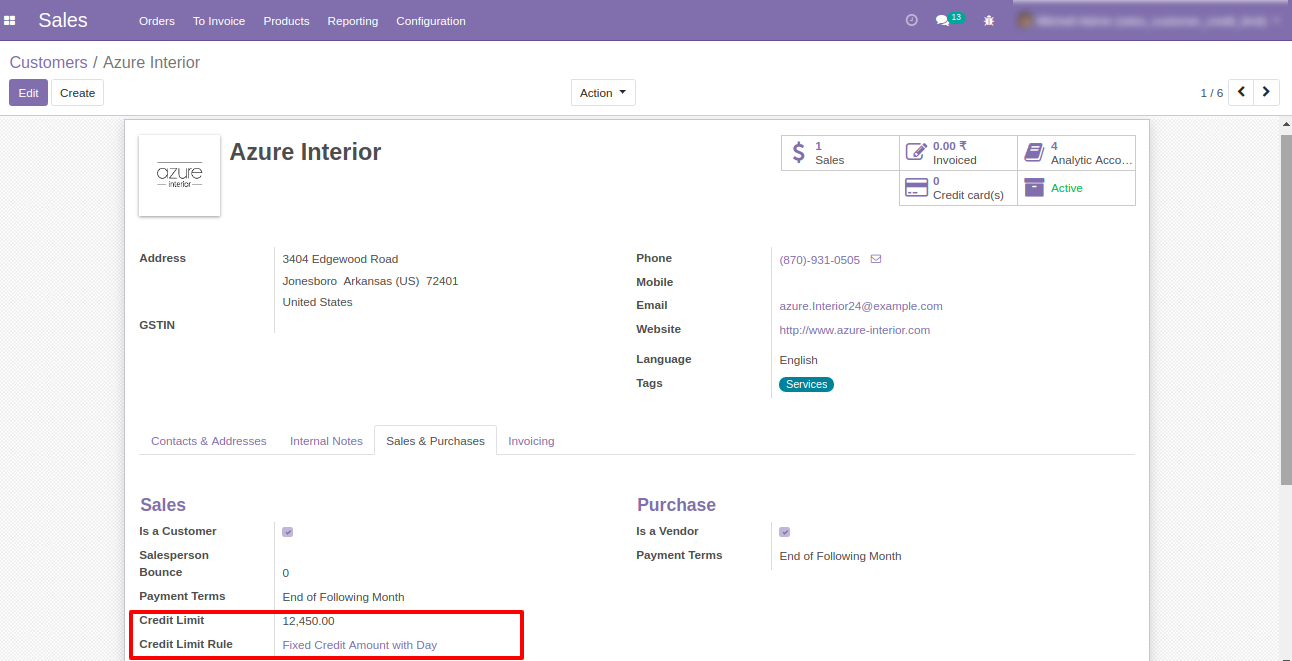 Sales Orders To Invoice Products Reporting Configuration 13
Customers / Azure Interior
Edit Create Action 1 / 6
azure
interior
Azure Interior
1
Sales
0.00 ₹
Invoiced
4
Analytic Acco...
0
Credit card(s)
Active
Address 3404 Edgewood Road
Jonesboro Arkansas (US) 72401
United States
GSTIN
Phone (870)-931-0505
Mobile
Email azure.Interior24@example.com
Website http://www.azure-interior.com
Language English
Tags Services
Contacts & Addresses Internal Notes Sales & Purchases Invoicing
Sales
Is a Customer
Salesperson
Bounce 0
Payment Terms End of Following Month
Credit Limit 12,450.00
Credit Limit Rule Fixed Credit Amount with Day
Purchase
Is a Vendor
Payment Terms End of Following Month